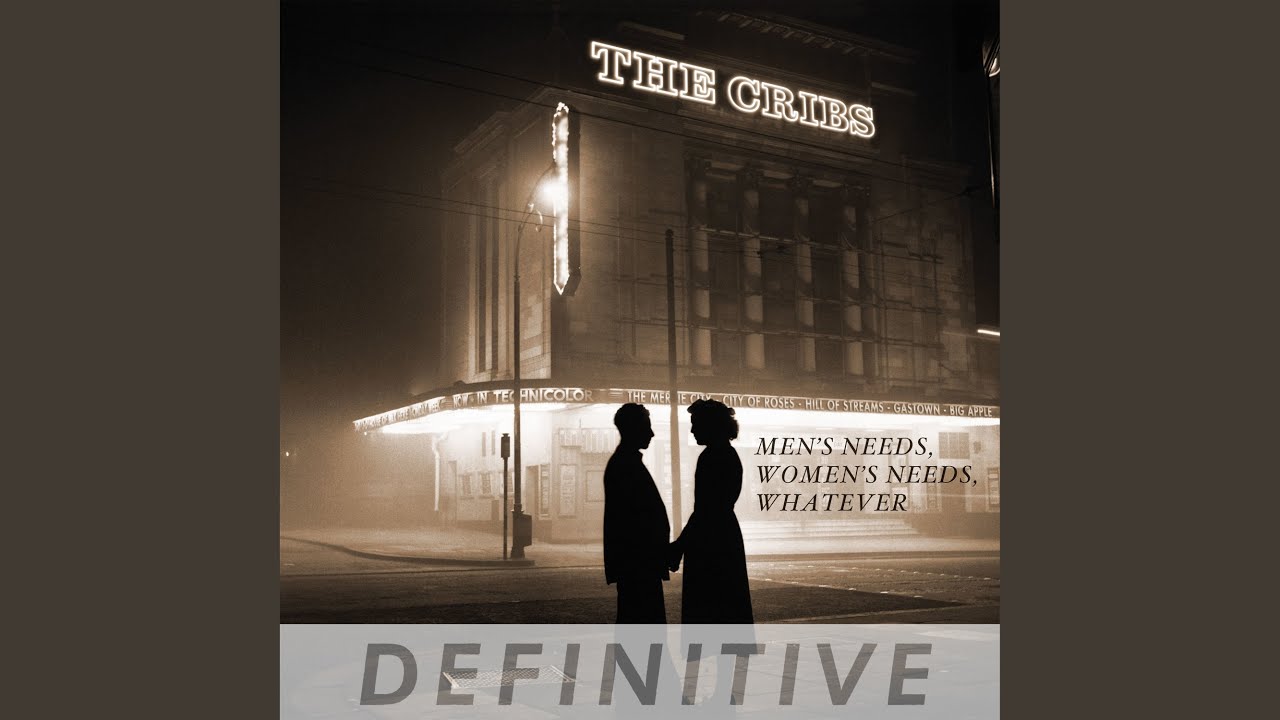 THE CRIBS
NOW - IN TECHNICOLOR
THE MERRIE CITY - CITY OF ROSES - HILL OF STREAMS - GASTOWN - BIG APPLE
MEN'S NEEDS,
WOMEN'S NEEDS,
WHATEVER
DEFINITIVE